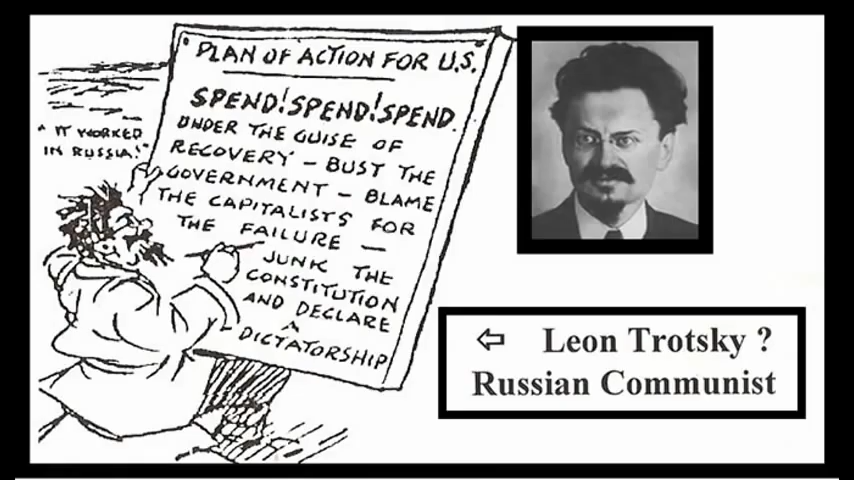 "PLAN OF ACTION FOR U.S."
SPEND! SPEND! SPEND.
UNDER THE GUISE OF
RECOVERY – BUST THE
GOVERNMENT – BLAME
THE CAPITALISTS FOR
THE FAILURE –
JUNK THE
CONSTITUTION
AND DECLARE
A
DICTATORSHIP
"IT WORKED
IN RUSSIA!"
⇦ Leon Trotsky ?
Russian Communist